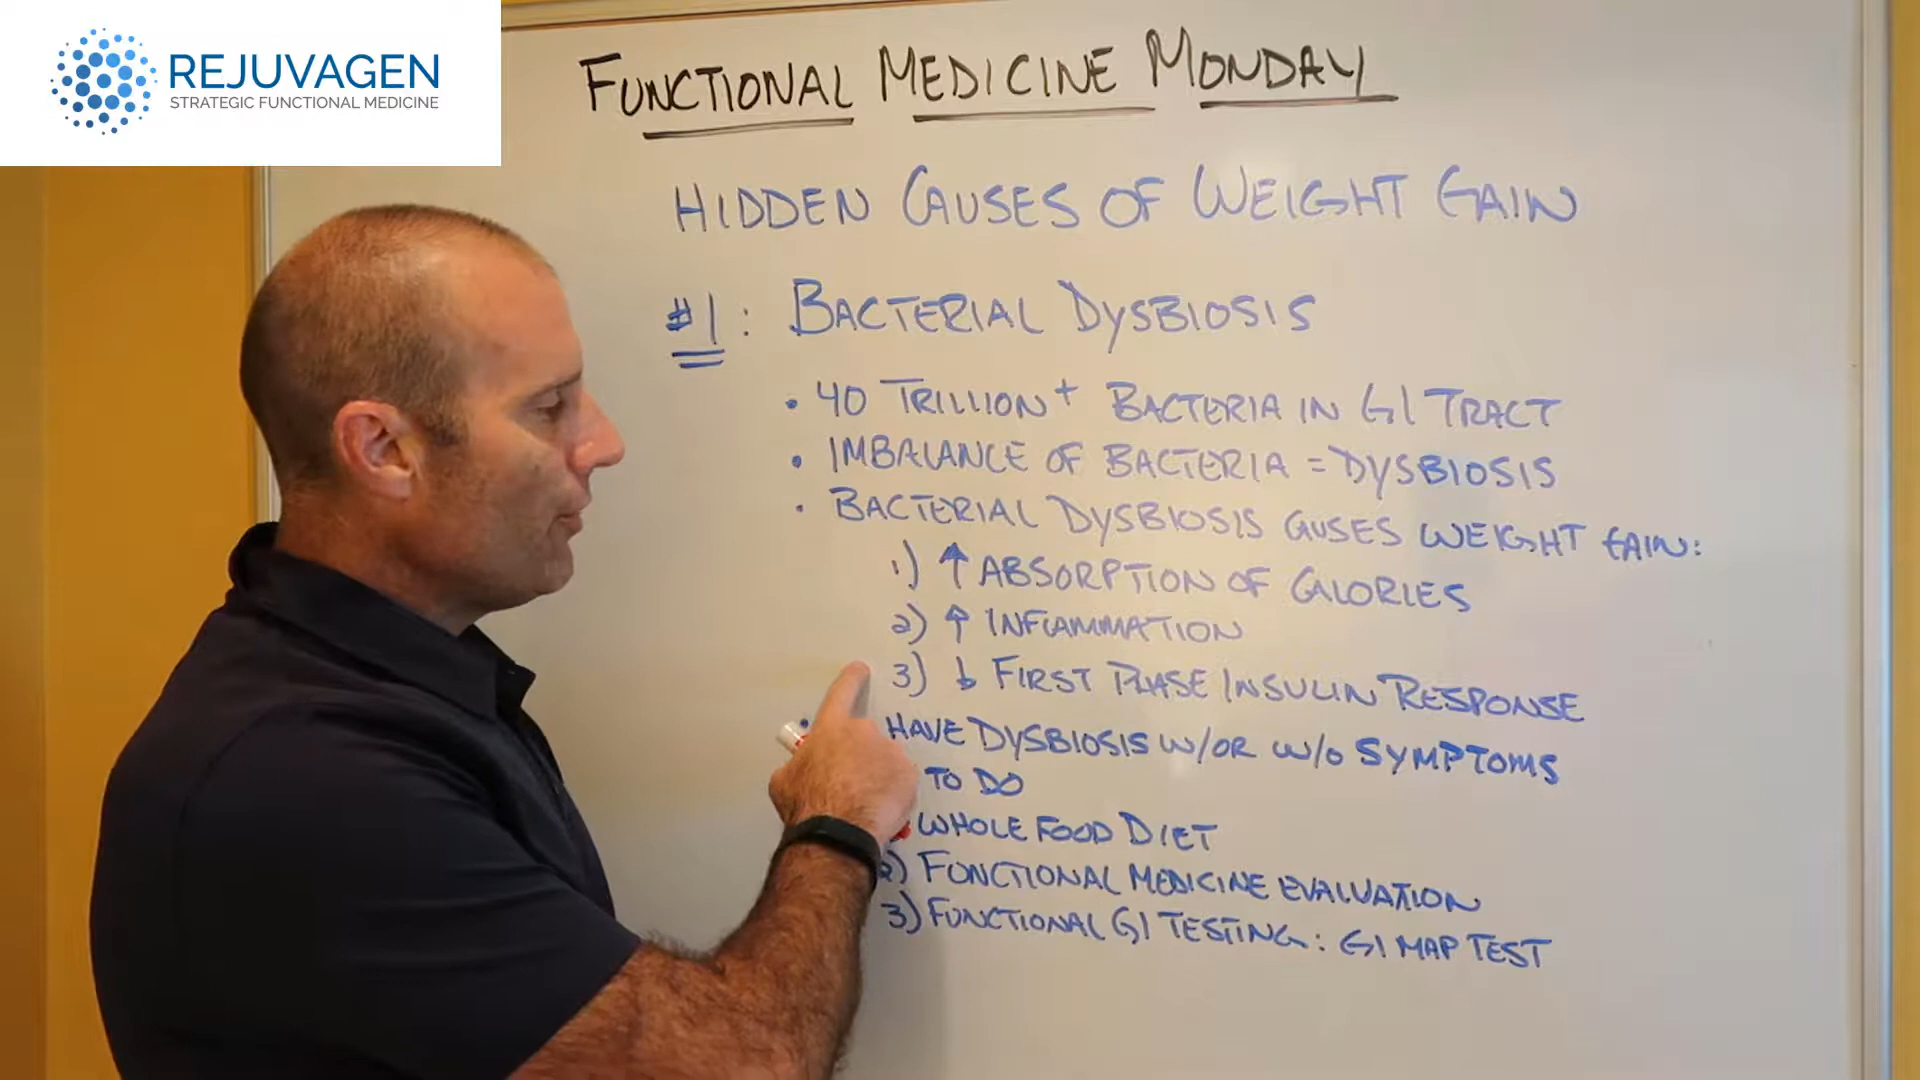 REJUVAGEN
STRATEGIC FUNCTIONAL MEDICINE
FUNCTIONAL MEDICINE MONDAY
HIDDEN CAUSES OF WEIGHT GAIN
#1: BACTERIAL DYSBIOSIS
• 40 TRILLION+ BACTERIA IN GI TRACT
• IMBALANCE OF BACTERIA = DYSBIOSIS
• BACTERIAL DYSBIOSIS CAUSES WEIGHT GAIN:
1) ↑ ABSORPTION OF CALORIES
2) ↑ INFLAMMATION
3) ↓ FIRST PHASE INSULIN RESPONSE
• HAVE DYSBIOSIS W/OR W/O SYMPTOMS
TO DO
WHOLE FOOD DIET
2) FUNCTIONAL MEDICINE EVALUATION
3) FUNCTIONAL GI TESTING: GI MAP TEST